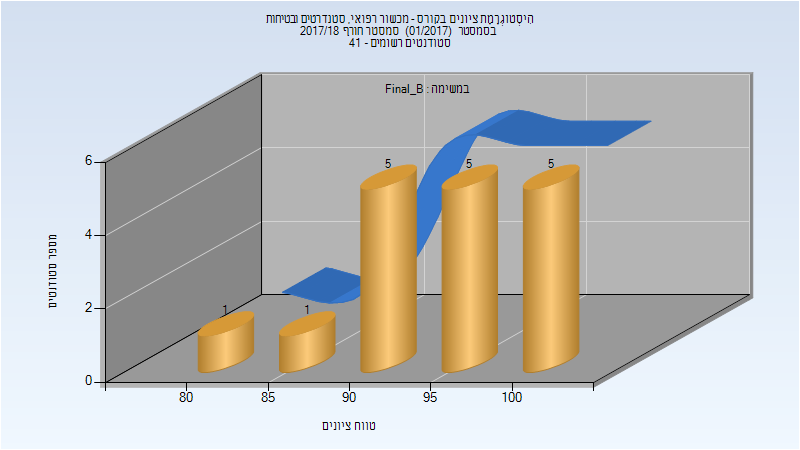 היסטוגרמת ציונים בקורס - מכשור רפואי, סטנדרטים ובטיחות
בסמסטר (01/2017) סמסטר חורף 2017/18
סטודנטים רשומים - 41
במשימה : Final_B
מספר סטודנטים
6
4
2
0
1
1
5
5
5
80
85
90
95
100
טווח ציונים